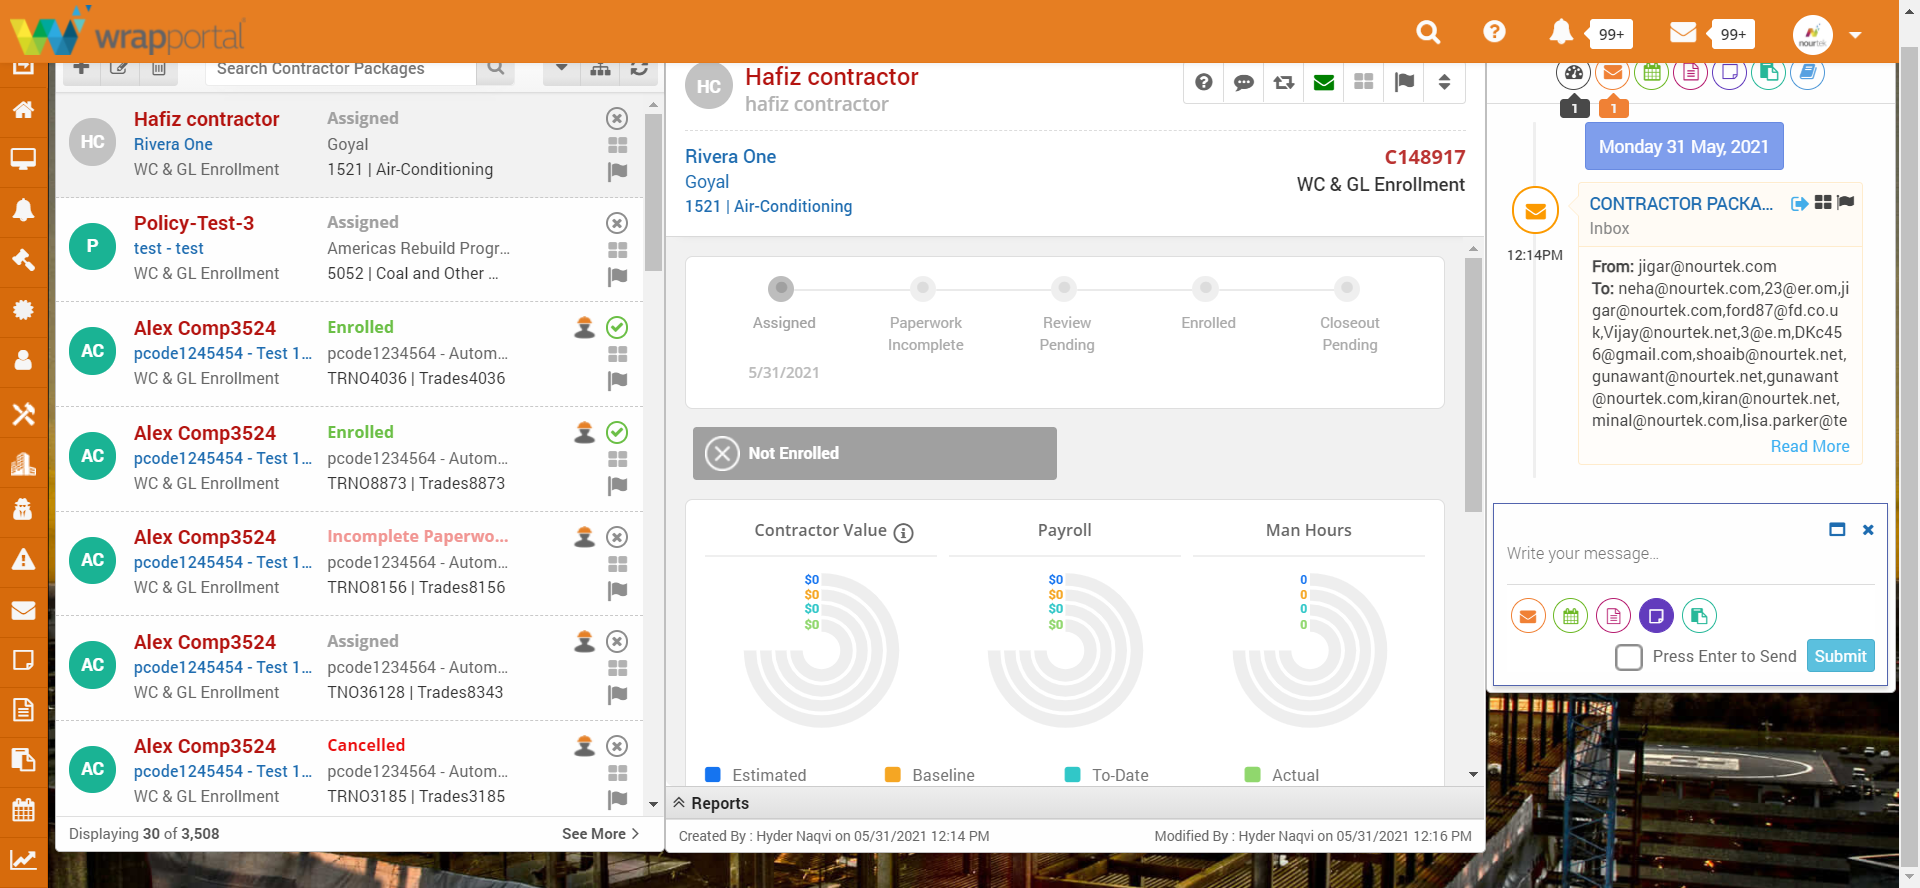 wrapportal
99+
99+
Search Contractor Packages
HC
Hafiz contractor
Assigned
Rivera One
Goyal
WC & GL Enrollment
1521 | Air-Conditioning
P
Policy-Test-3
Assigned
test - test
Americas Rebuild Progr...
WC & GL Enrollment
5052 | Coal and Other ...
AC
Alex Comp3524
Enrolled
pcode1245454 - Test 1...
pcode1234564 - Autom...
WC & GL Enrollment
TRNO4036 | Trades4036
AC
Alex Comp3524
Enrolled
pcode1245454 - Test 1...
pcode1234564 - Autom...
WC & GL Enrollment
TRNO8873 | Trades8873
AC
Alex Comp3524
Incomplete Paperwo...
pcode1245454 - Test 1...
pcode1234564 - Autom...
WC & GL Enrollment
TRNO8156 | Trades8156
AC
Alex Comp3524
Assigned
pcode1245454 - Test 1...
pcode1234564 - Autom...
WC & GL Enrollment
TNO36128 | Trades8343
AC
Alex Comp3524
Cancelled
pcode1245454 - Test 1...
pcode1234564 - Autom...
WC & GL Enrollment
TRNO3185 | Trades3185
Displaying 30 of 3,508
See More
HC
Hafiz contractor
hafiz contractor
Rivera One
C148917
Goyal
WC & GL Enrollment
1521 | Air-Conditioning
Assigned
Paperwork Incomplete
Review Pending
Enrolled
Closeout Pending
5/31/2021
Not Enrolled
Contractor Value
Payroll
Man Hours
$0
$0
$0
$0
$0
$0
$0
$0
0
0
0
0
Estimated
Baseline
To-Date
Actual
Reports
Created By : Hyder Naqvi on 05/31/2021 12:14 PM
Modified By : Hyder Naqvi on 05/31/2021 12:16 PM
1
1
Monday 31 May, 2021
CONTRACTOR PACKA...
Inbox
12:14PM
From: jigar@nourtek.com
To: neha@nourtek.com,23@er.om,ji
gar@nourtek.com,ford87@fd.co.u
k,Vijay@nourtek.net,3@e.m,DKc45
6@gmail.com,shoaib@nourtek.net,
gunawant@nourtek.net,gunawant
@nourtek.com,kiran@nourtek.net,
minal@nourtek.com,lisa.parker@te
Read More
Write your message...
Press Enter to Send
Submit
nourtek